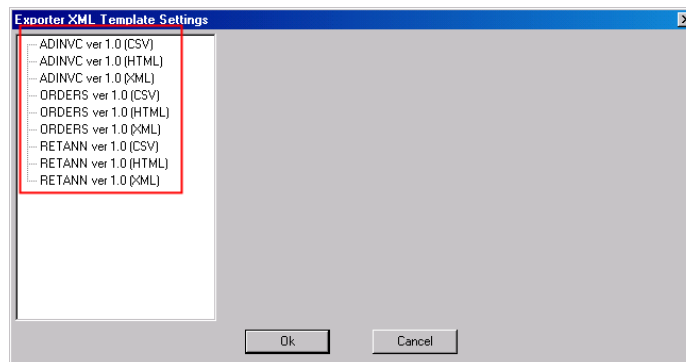 Exporter XML Template Settings
ADINVC ver 1.0 (CSV)
ADINVC ver 1.0 (HTML)
ADINVC ver 1.0 (XML)
ORDERS ver 1.0 (CSV)
ORDERS ver 1.0 (HTML)
ORDERS ver 1.0 (XML)
RETANN ver 1.0 (CSV)
RETANN ver 1.0 (HTML)
RETANN ver 1.0 (XML)
Ok
Cancel